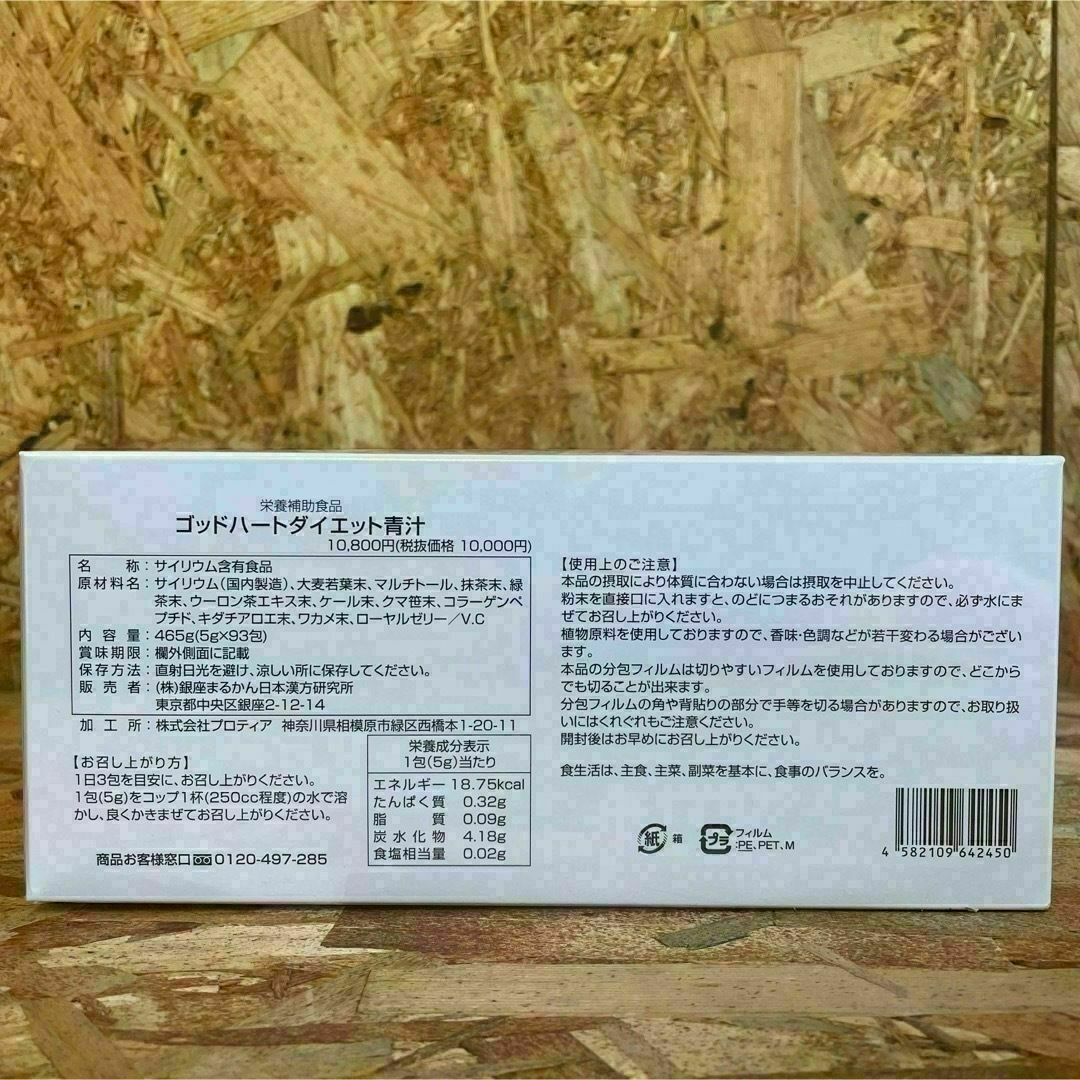 栄養補助食品
ゴッドハートダイエット青汁
10,800円(税抜価格 10,000円)
名　　称：サイリウム含有食品
原材料名：サイリウム(国内製造)、大麦若葉末、マルチトール、抹茶末、緑
茶末、ウーロン茶エキス末、ケール末、クマ笹末、コラーゲンペ
プチド、キダチアロエ末、ワカメ末、ローヤルゼリー／V.C
内 容 量：465g(5g×93包)
賞味期限：欄外側面に記載
保存方法：直射日光を避け、涼しい所に保存してください。
販 売 者：(株)銀座まるかん日本漢方研究所
東京都中央区銀座2-12-14
加 工 所：株式会社プロティア　神奈川県相模原市緑区西橋本1-20-11
【お召し上がり方】
1日3包を目安に、お召し上がりください。
1包(5g)をコップ1杯(250cc程度)の水で溶
かし、良くかきまぜてお召し上がりください。
商品お客様窓口 0120-497-285
栄養成分表示
1包(5g)当たり
エネルギー 18.75kcal
たんぱく質 0.32g
脂　　質 0.09g
炭水化物 4.18g
食塩相当量 0.02g
【使用上のご注意】
本品の摂取により体質に合わない場合は摂取を中止してください。
粉末を直接口に入れますと、のどにつまるおそれがありますので、必ず水にま
ぜてお召し上がりください。
植物原料を使用しておりますので、香味・色調などが若干変わる場合がござい
ます。
本品の分包フィルムは切りやすいフィルムを使用しておりますので、どこから
でも切ることが出来ます。
分包フィルムの角や背貼りの部分で手等を切る場合がありますので、お取り扱
いにはくれぐれもご注意ください。
開封後はお早めにお召し上がりください。
食生活は、主食、主菜、副菜を基本に、食事のバランスを。
紙 箱
プラ フィルム
:PE、PET、M
4 582109 642450